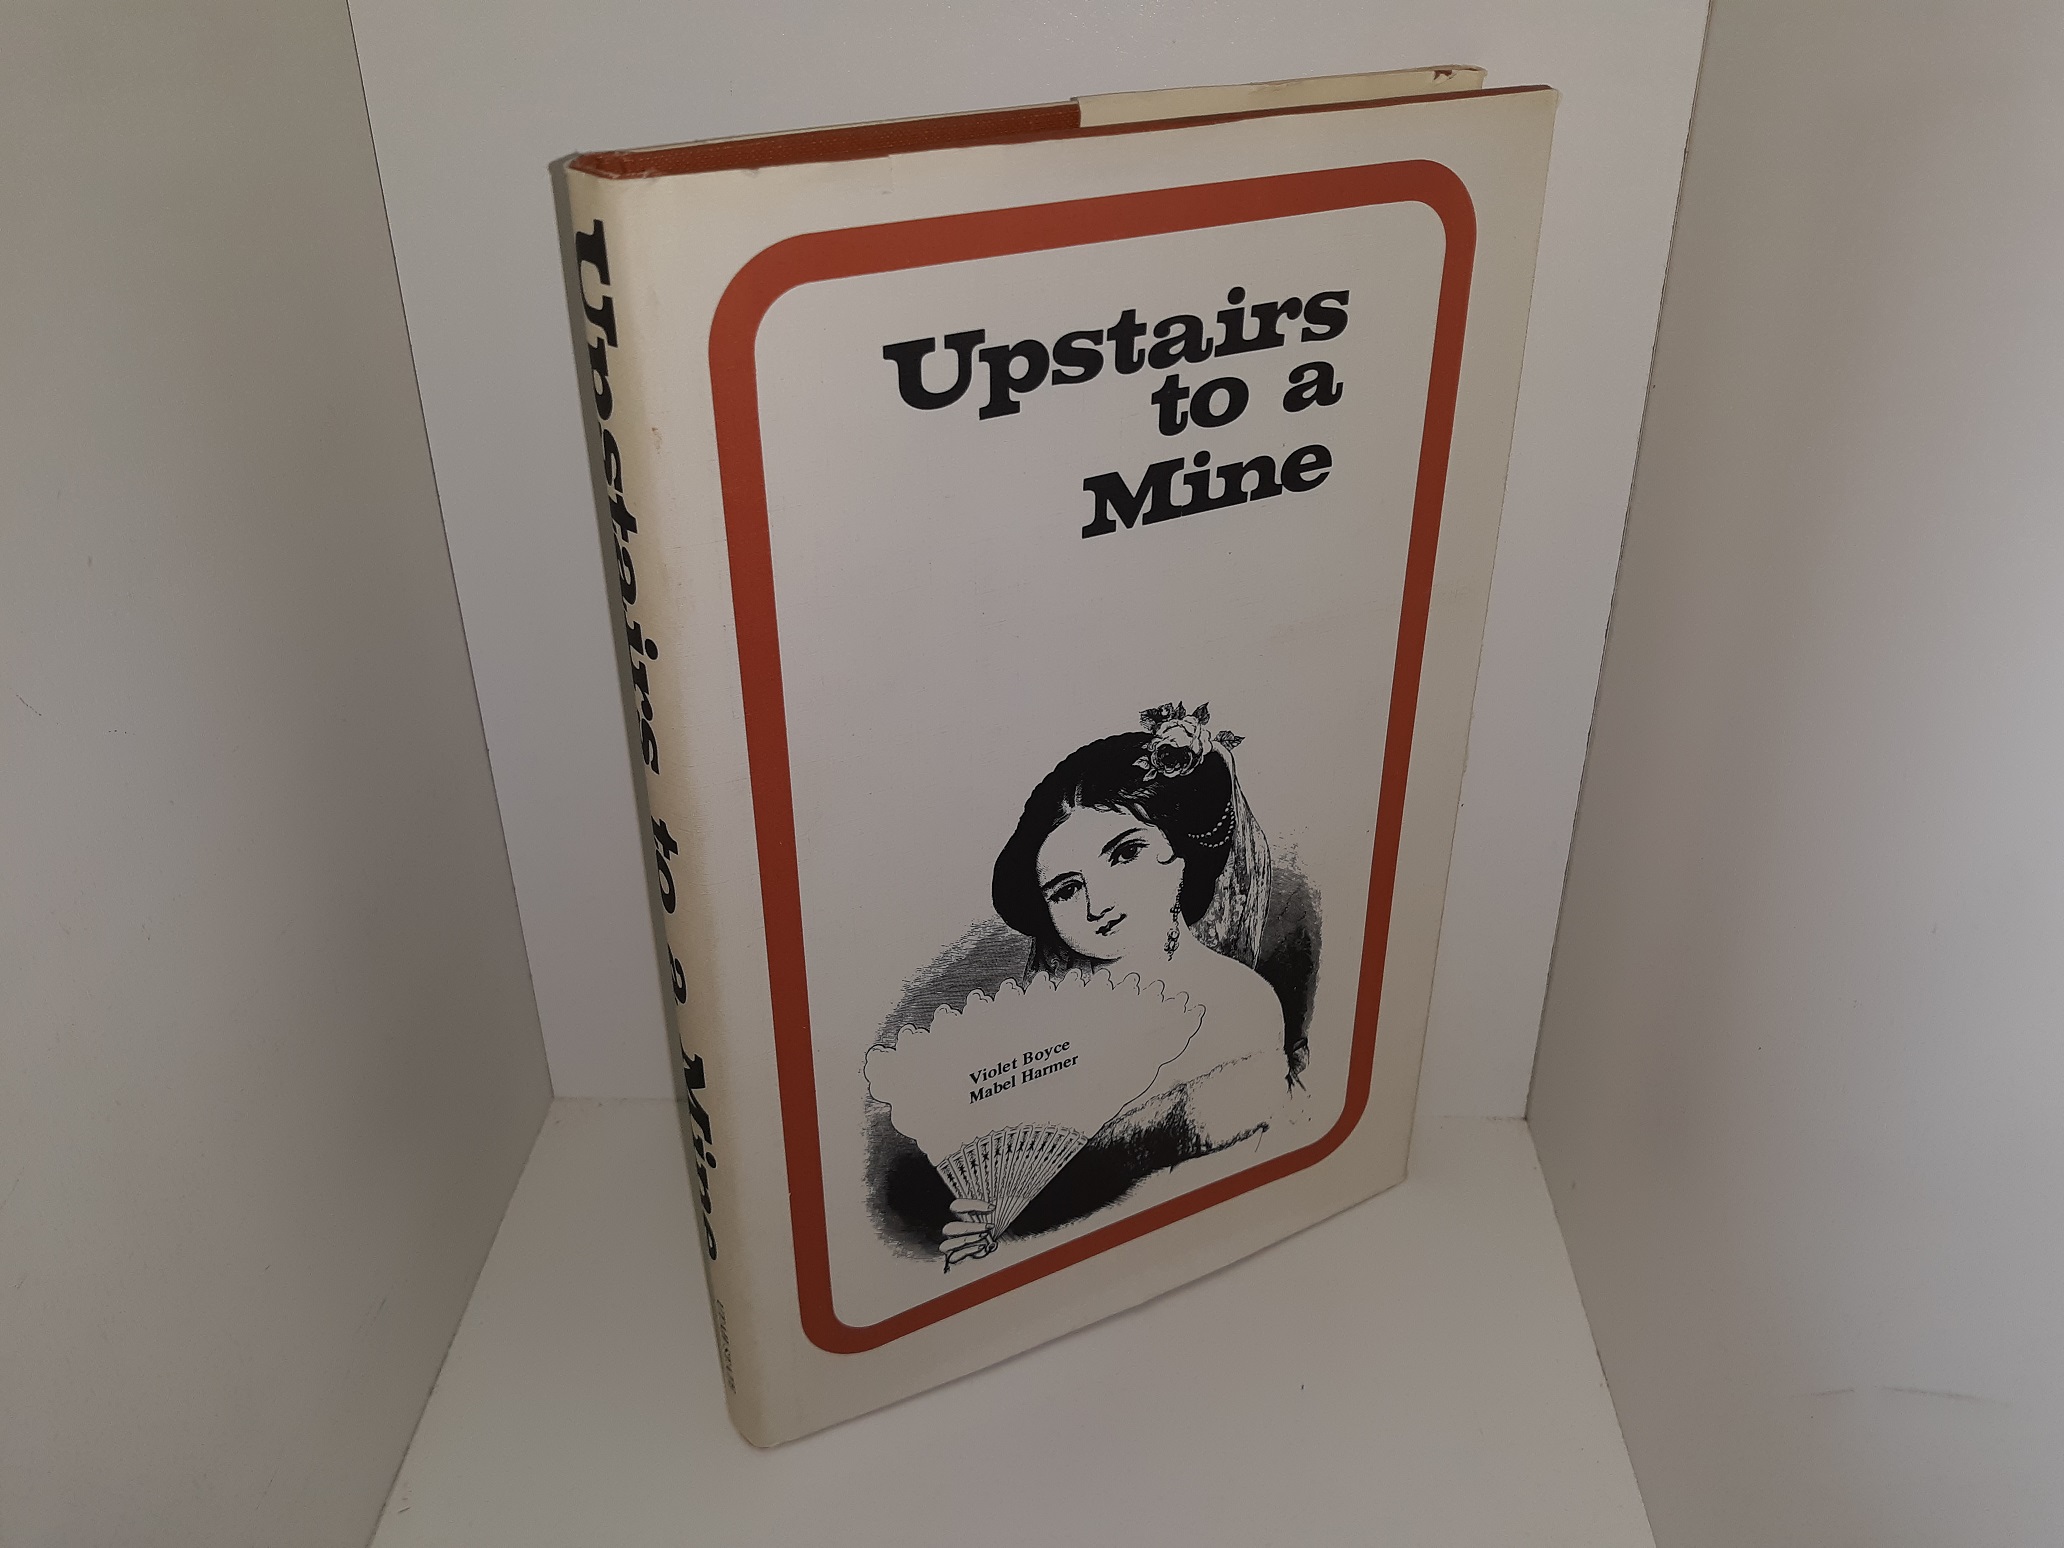 Upstairs to a Mine
Upstairs
to a
Mine
Violet Boyce
Mabel Harmer